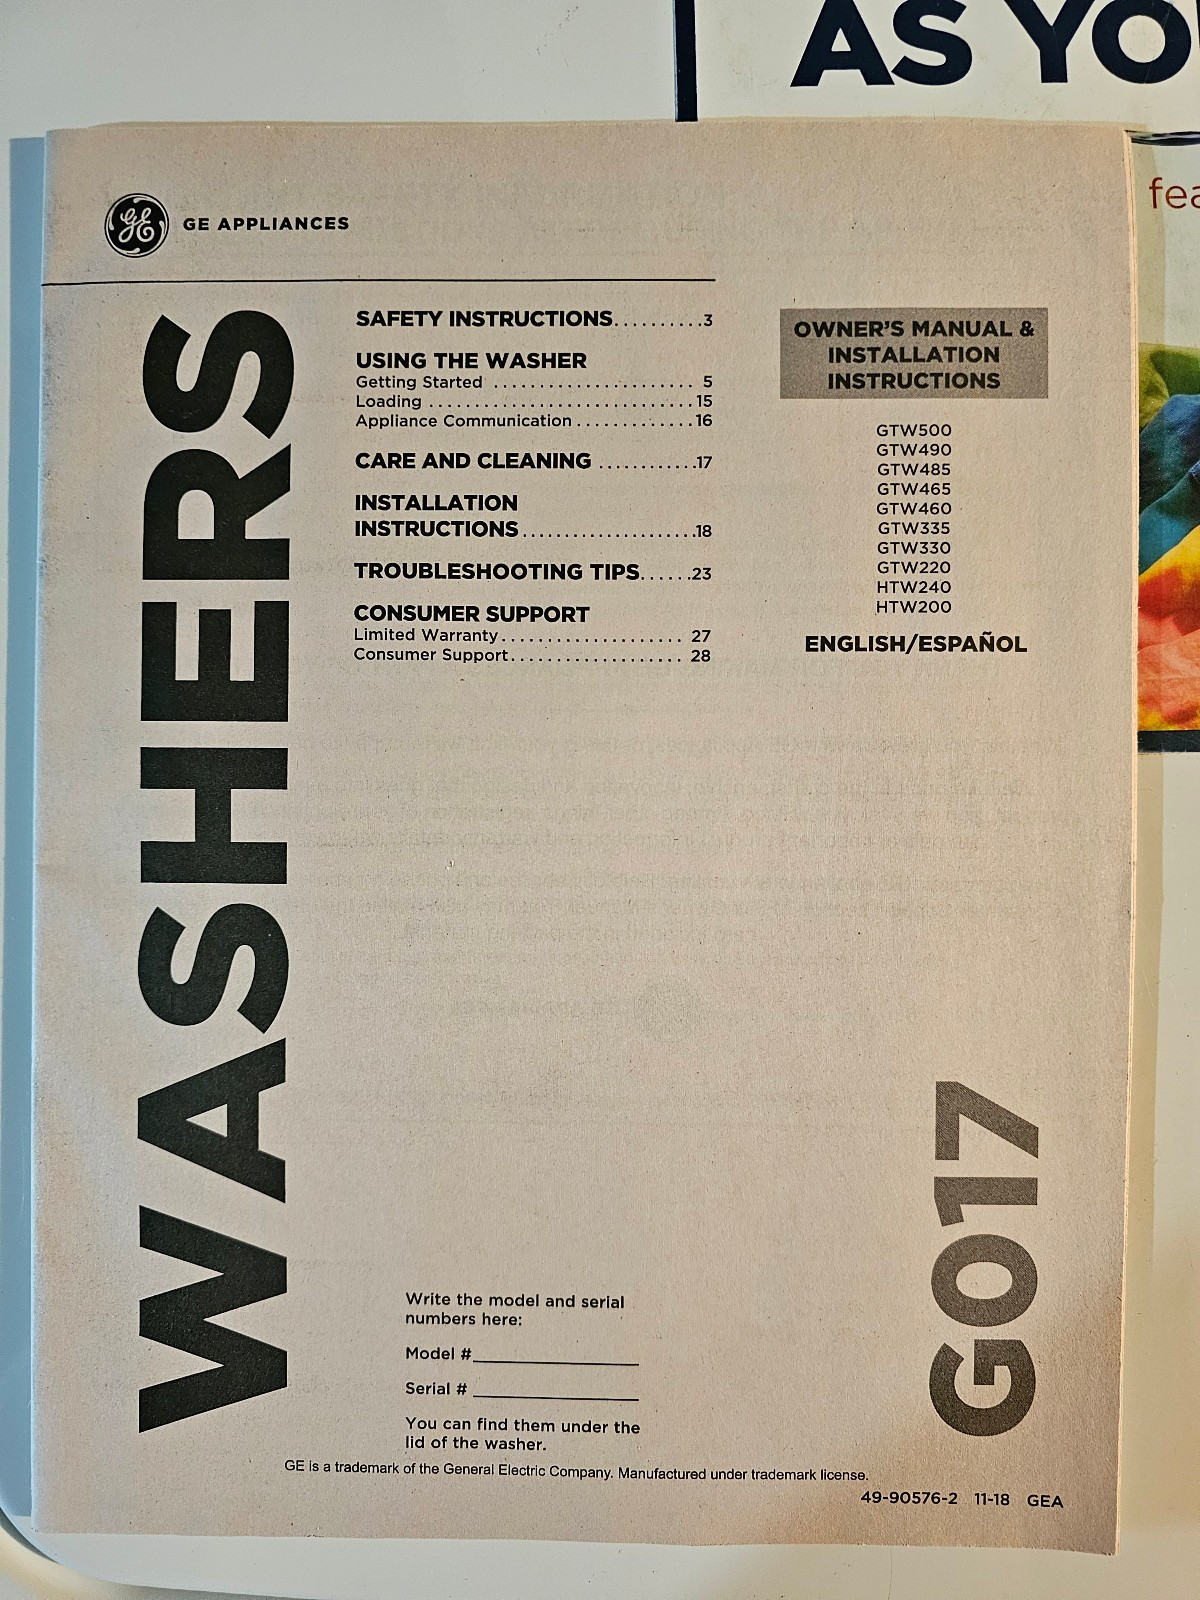 AS YO
fea
GE APPLIANCES
WASHERS
SAFETY INSTRUCTIONS..........3
USING THE WASHER
Getting Started ...................... 5
Loading .............................15
Appliance Communication .............16
CARE AND CLEANING ............17
INSTALLATION
INSTRUCTIONS.....................18
TROUBLESHOOTING TIPS......23
CONSUMER SUPPORT
Limited Warranty .................... 27
Consumer Support................... 28
OWNER'S MANUAL &
INSTALLATION
INSTRUCTIONS
GTW500
GTW490
GTW485
GTW465
GTW460
GTW335
GTW330
GTW220
HTW240
HTW200
ENGLISH/ESPAÑOL
G017
Write the model and serial
numbers here:
Model #
Serial #
You can find them under the
lid of the washer.
GE is a trademark of the General Electric Company. Manufactured under trademark license.
49-90576-2 11-18 GEA